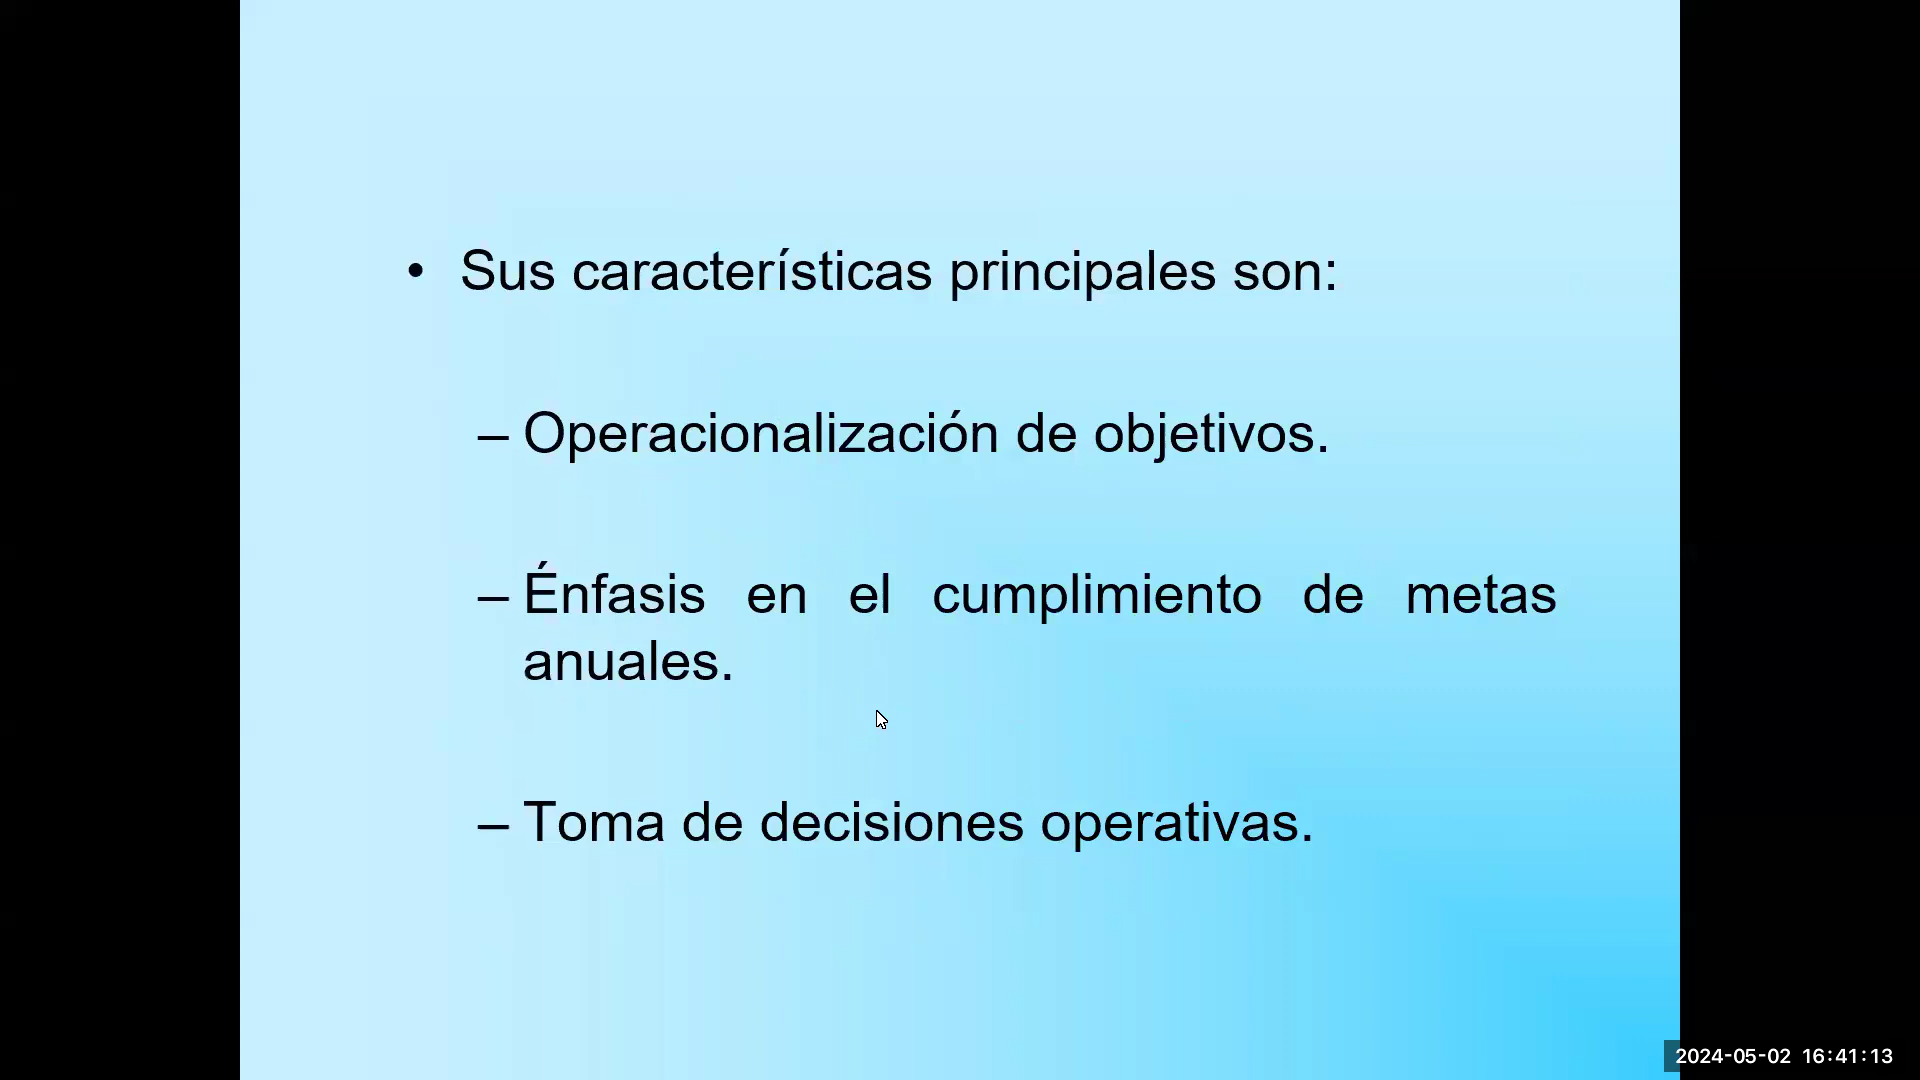 • Sus características principales son:
– Operacionalización de objetivos.
– Énfasis en el cumplimiento de metas
anuales.
– Toma de decisiones operativas.
2024-05-02 16:41:13